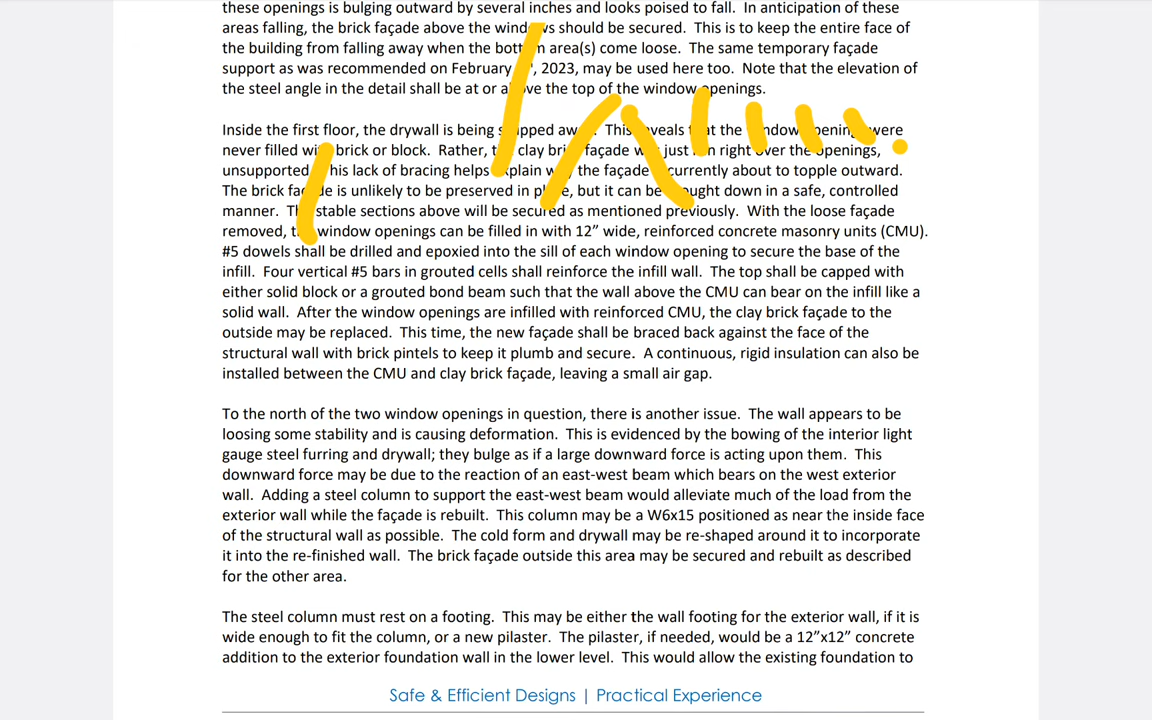 these openings is bulging outward by several inches and looks poised to fall. In anticipation of these
areas falling, the brick façade above the should be secured. This is to keep the entire face of
the building from falling away when the area(s) come loose. The same temporary façade
support as was recommended on February , 2023, may be used here too. Note that the elevation of
the steel angle in the detail shall be at or the top of the window openings.
Inside the first floor, the drywall is being This the were
never filled brick or block. Rather, clay façade just right over the openings,
unsupported. lack of bracing helps the façade currently about to topple outward.
The brick is unlikely to be preserved in but it can be down in a safe, controlled
manner. stable sections above will be secured as mentioned previously. With the loose façade
removed, window openings can be filled in with 12” wide, reinforced concrete masonry units (CMU).
#5 dowels shall be drilled and epoxied into the sill of each window opening to secure the base of the
infill. Four vertical #5 bars in grouted cells shall reinforce the infill wall. The top shall be capped with
either solid block or a grouted bond beam such that the wall above the CMU can bear on the infill like a
solid wall. After the window openings are infilled with reinforced CMU, the clay brick façade to the
outside may be replaced. This time, the new façade shall be braced back against the face of the
structural wall with brick pintels to keep it plumb and secure. A continuous, rigid insulation can also be
installed between the CMU and clay brick façade, leaving a small air gap.
To the north of the two window openings in question, there is another issue. The wall appears to be
loosing some stability and is causing deformation. This is evidenced by the bowing of the interior light
gauge steel furring and drywall; they bulge as if a large downward force is acting upon them. This
downward force may be due to the reaction of an east-west beam which bears on the west exterior
wall. Adding a steel column to support the east-west beam would alleviate much of the load from the
exterior wall while the façade is rebuilt. This column may be a W6x15 positioned as near the inside face
of the structural wall as possible. The cold form and drywall may be re-shaped around it to incorporate
it into the re-finished wall. The brick façade outside this area may be secured and rebuilt as described
for the other area.
The steel column must rest on a footing. This may be either the wall footing for the exterior wall, if it is
wide enough to fit the column, or a new pilaster. The pilaster, if needed, would be a 12”x12” concrete
addition to the exterior foundation wall in the lower level. This would allow the existing foundation to
Safe & Efficient Designs | Practical Experience